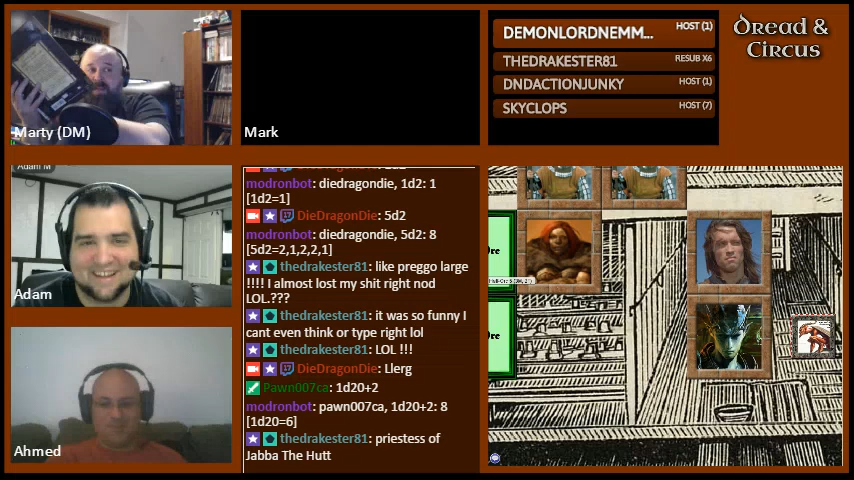 Marty (DM)
Mark
DEMONLORDNEMM...
HOST (1)
THEDRAKESTER81
RESUB X6
DNDACTIONJUNKY
HOST (1)
SKYCLOPS
HOST (7)
Dread &
Circus
Adam M
Adam
Ahmed
modronbot: diedragondie, 1d2: 1
[1d2=1]
DieDragonDie: 5d2
modronbot: diedragondie, 5d2: 8
[5d2=2,1,2,2,1]
thedrakester81: like preggo large
!!!! I almost lost my shit right nod
LOL.???
thedrakester81: it was so funny I
cant even think or type right lol
thedrakester81: LOL !!!
DieDragonDie: Llerg
Pawn007ca: 1d20+2
modronbot: pawn007ca, 1d20+2: 8
[1d20=6]
thedrakester81: priestess of
Jabba The Hutt